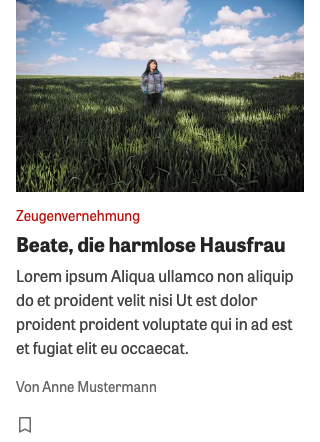 Zeugenvernehmung
Beate, die harmlose Hausfrau
Lorem ipsum Aliqua ullamco non aliquip
do et proident velit nisi Ut est dolor
proident proident voluptate qui in ad est
et fugiat elit eu occaecat.
Von Anne Mustermann